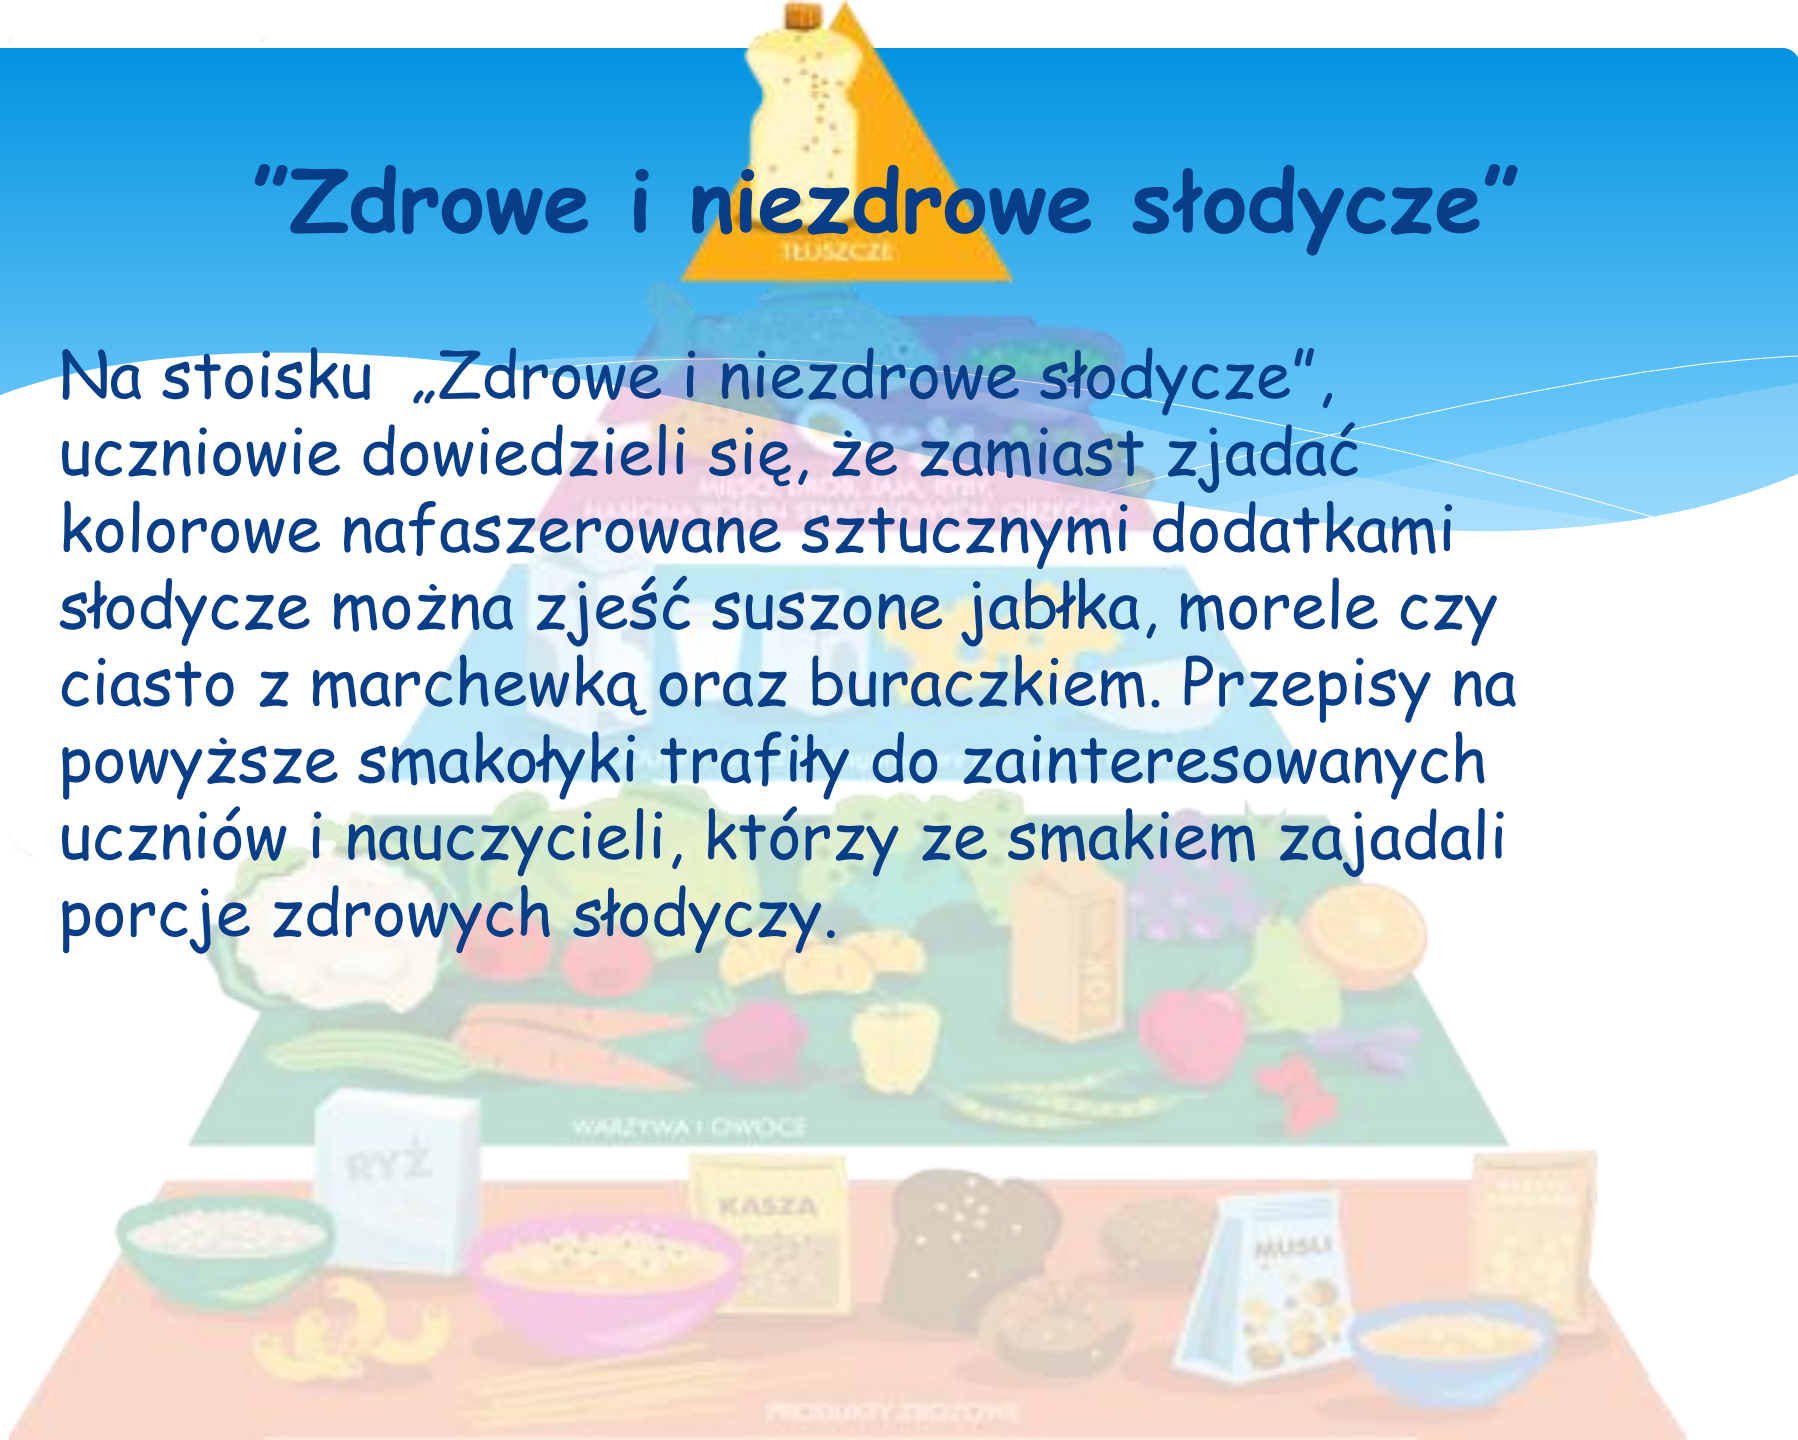 ”Zdrowe i niezdrowe słodycze”
TŁUSZCZE
Na stoisku „Zdrowe i niezdrowe słodycze”,
uczniowie dowiedzieli się, że zamiast zjadać
kolorowe nafaszerowane sztucznymi dodatkami
słodycze można zjeść suszone jabłka, morele czy
ciasto z marchewką oraz buraczkiem. Przepisy na
powyższe smakołyki trafiły do zainteresowanych
uczniów i nauczycieli, którzy ze smakiem zajadali
porcje zdrowych słodyczy.
SOK
WARZYWA I OWOCE
RYŻ
KASZA
MUSLI
PRODUKTY ZBOŻOWE